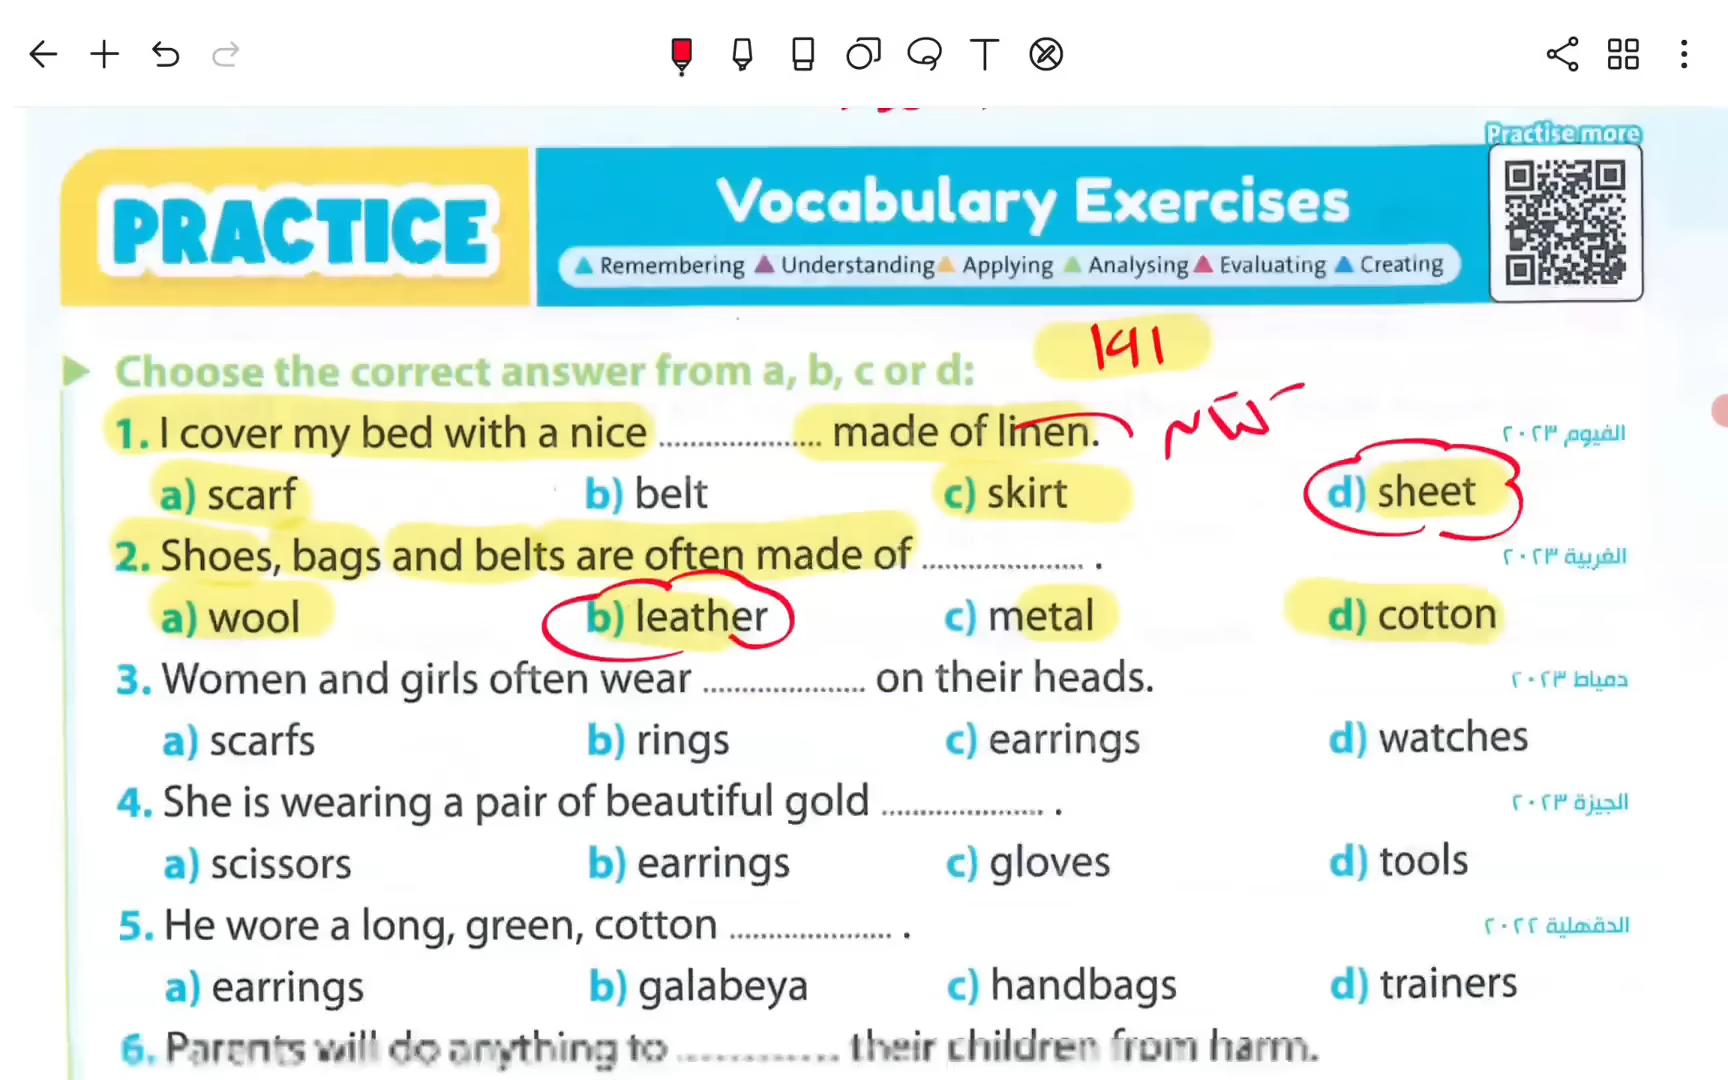 Practise more
PRACTICE
Vocabulary Exercises
Remembering Understanding Applying Analysing Evaluating Creating
191
Choose the correct answer from a, b, c or d:
1. I cover my bed with a nice .................... made of linen. الفيوم ٢٠٢٣
a) scarf b) belt c) skirt d) sheet
2. Shoes, bags and belts are often made of .................... . الغربية ٢٠٢٣
a) wool b) leather c) metal d) cotton
3. Women and girls often wear .................... on their heads. دمياط ٢٠٢٣
a) scarfs b) rings c) earrings d) watches
4. She is wearing a pair of beautiful gold .................... . الجيزة ٢٠٢٣
a) scissors b) earrings c) gloves d) tools
5. He wore a long, green, cotton .................... . الدقهلية ٢٠٢٢
a) earrings b) galabeya c) handbags d) trainers
6. Parents will do anything to .................... their children from harm.